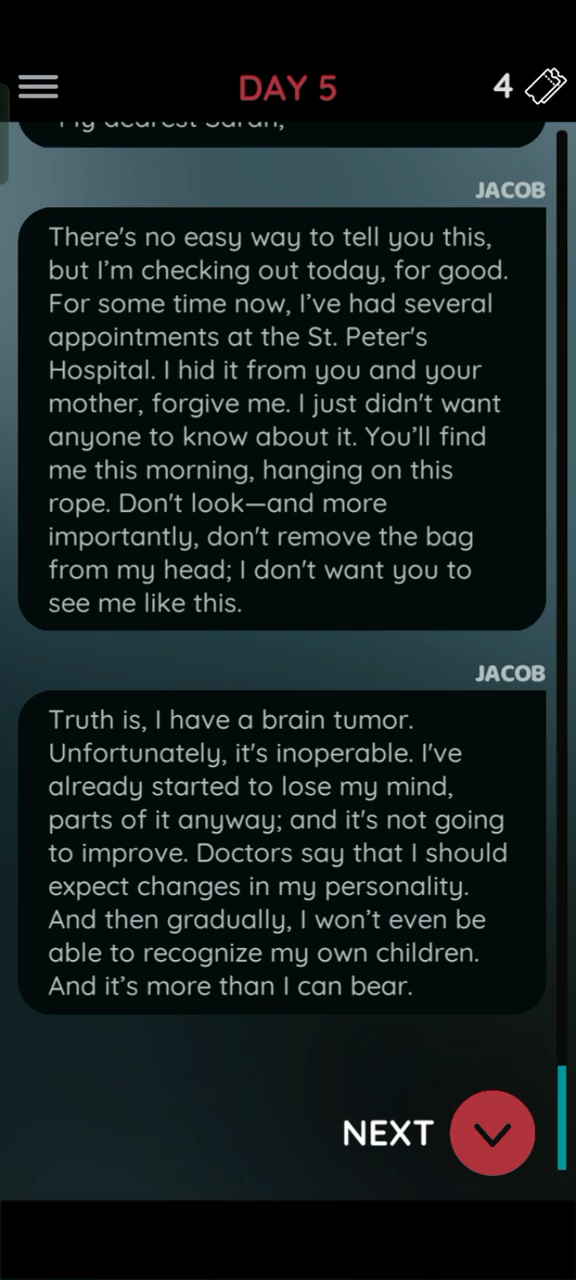 DAY 5
4
My dearest Sarah,
JACOB
There's no easy way to tell you this,
but I’m checking out today, for good.
For some time now, I’ve had several
appointments at the St. Peter's
Hospital. I hid it from you and your
mother, forgive me. I just didn't want
anyone to know about it. You’ll find
me this morning, hanging on this
rope. Don't look—and more
importantly, don't remove the bag
from my head; I don't want you to
see me like this.
JACOB
Truth is, I have a brain tumor.
Unfortunately, it's inoperable. I've
already started to lose my mind,
parts of it anyway; and it's not going
to improve. Doctors say that I should
expect changes in my personality.
And then gradually, I won’t even be
able to recognize my own children.
And it’s more than I can bear.
NEXT